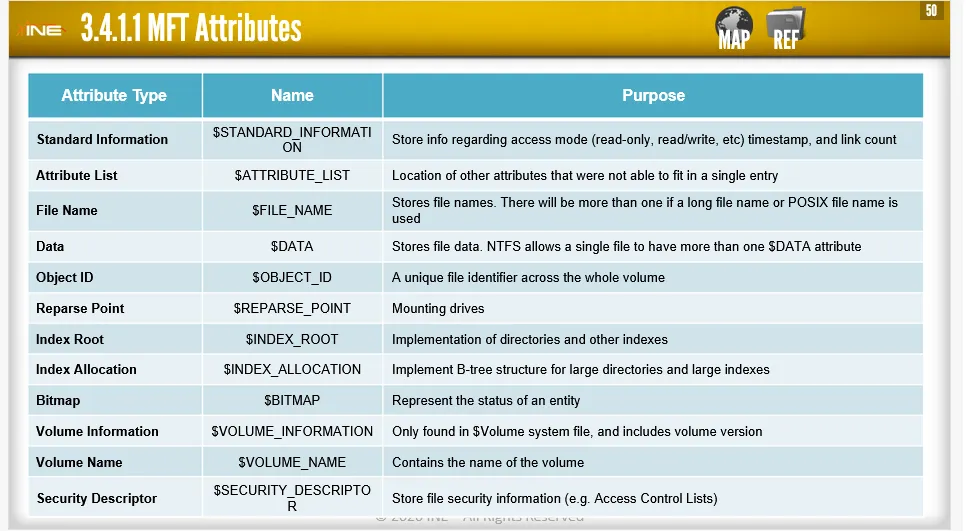 50
INE 3.4.1.1 MFT Attributes
MAP REF
Attribute Type Name Purpose
Standard Information $STANDARD_INFORMATI
ON Store info regarding access mode (read-only, read/write, etc) timestamp, and link count
Attribute List $ATTRIBUTE_LIST Location of other attributes that were not able to fit in a single entry
File Name $FILE_NAME Stores file names. There will be more than one if a long file name or POSIX file name is
used
Data $DATA Stores file data. NTFS allows a single file to have more than one $DATA attribute
Object ID $OBJECT_ID A unique file identifier across the whole volume
Reparse Point $REPARSE_POINT Mounting drives
Index Root $INDEX_ROOT Implementation of directories and other indexes
Index Allocation $INDEX_ALLOCATION Implement B-tree structure for large directories and large indexes
Bitmap $BITMAP Represent the status of an entity
Volume Information $VOLUME_INFORMATION Only found in $Volume system file, and includes volume version
Volume Name $VOLUME_NAME Contains the name of the volume
Security Descriptor $SECURITY_DESCRIPTO
R Store file security information (e.g. Access Control Lists)
© 2020 INE All Rights Reserved